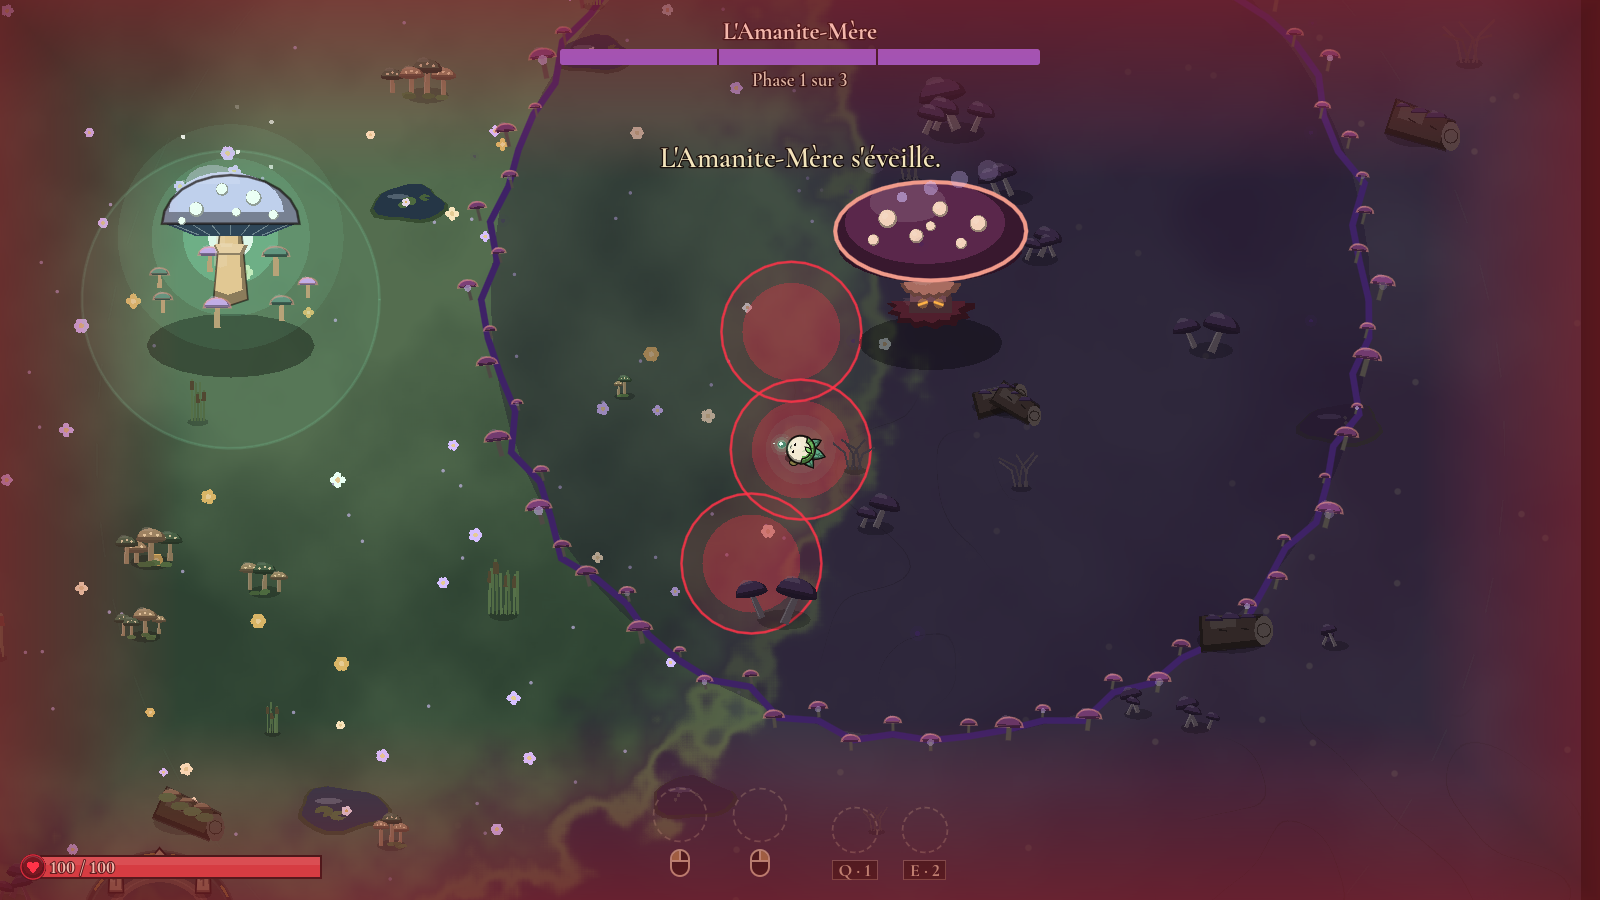 L'Amanite-Mère
Phase 1 sur 3
L'Amanite-Mère s'éveille.
100 / 100
Q · 1
E · 2